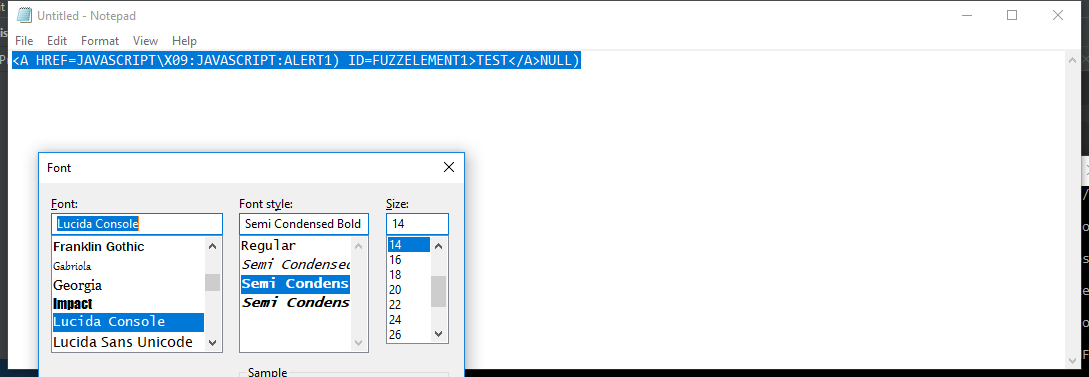 Untitled - Notepad
File Edit Format View Help
<A HREF=JAVASCRIPT\X09:JAVASCRIPT:ALERT1) ID=FUZZELEMENT1>TEST</A>NULL)
Font
Font: Font style: Size:
Lucida Console Semi Condensed Bold 14
Franklin Gothic Regular 14
Gabriola Semi Condensed 16
Georgia Semi Condens 18
Impact Semi Condens 20
Lucida Console 22
Lucida Sans Unicode 24
26
Sample